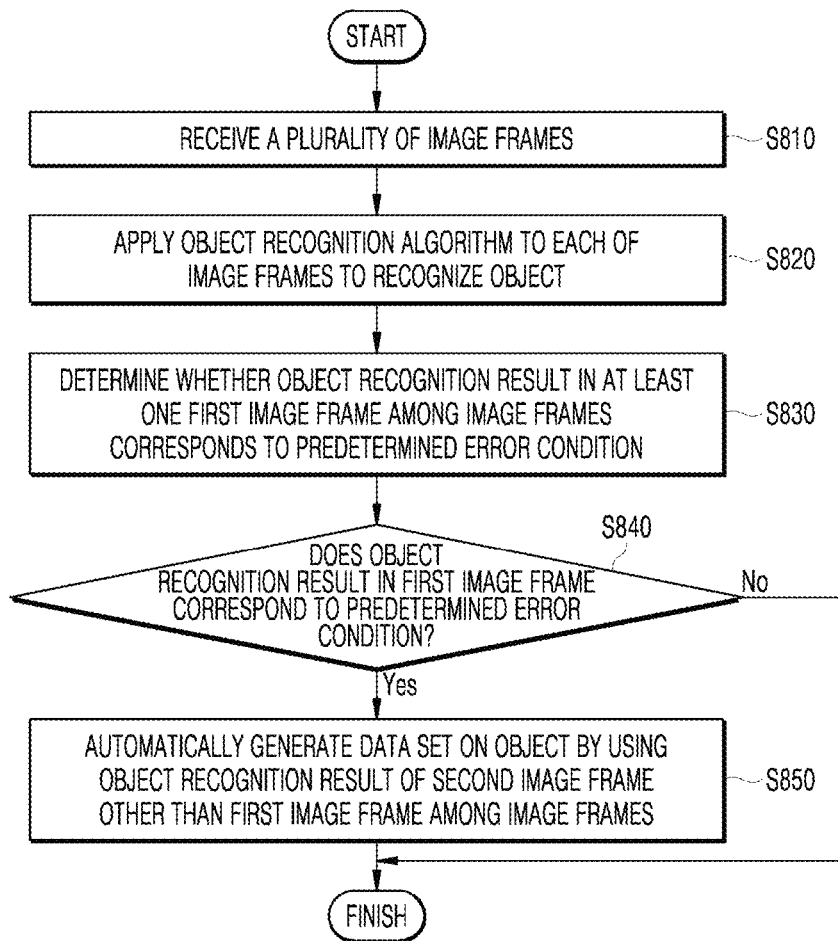 START
RECEIVE A PLURALITY OF IMAGE FRAMES
S810
APPLY OBJECT RECOGNITION ALGORITHM TO EACH OF
IMAGE FRAMES TO RECOGNIZE OBJECT
S820
DETERMINE WHETHER OBJECT RECOGNITION RESULT IN AT LEAST
ONE FIRST IMAGE FRAME AMONG IMAGE FRAMES
CORRESPONDS TO PREDETERMINED ERROR CONDITION
S830
S840
DOES OBJECT
RECOGNITION RESULT IN FIRST IMAGE FRAME
CORRESPOND TO PREDETERMINED ERROR
CONDITION?
No
Yes
AUTOMATICALLY GENERATE DATA SET ON OBJECT BY USING
OBJECT RECOGNITION RESULT OF SECOND IMAGE FRAME
OTHER THAN FIRST IMAGE FRAME AMONG IMAGE FRAMES
S850
FINISH